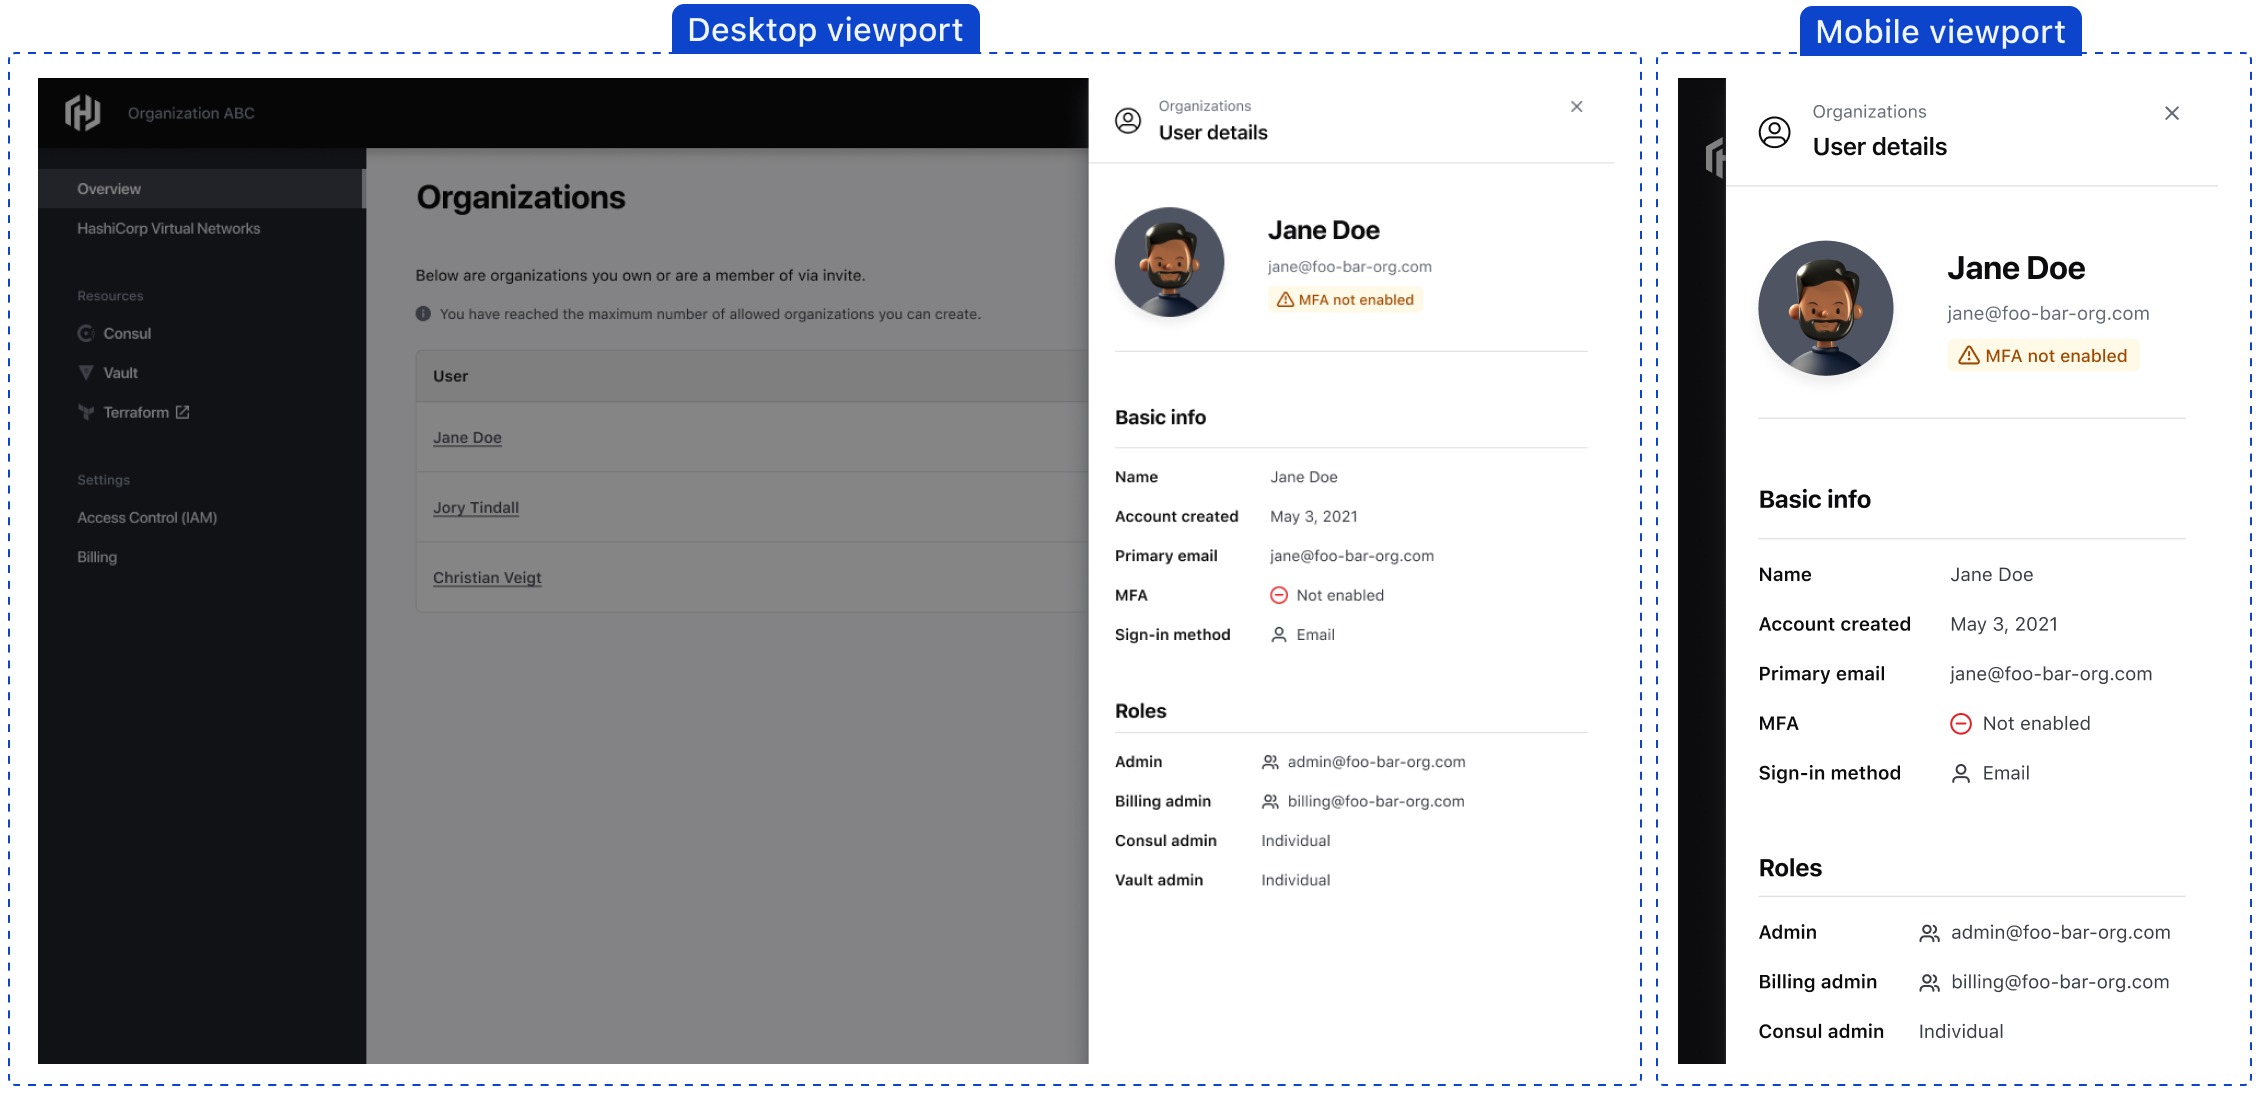 Desktop viewport
Organization ABC
Overview
HashiCorp Virtual Networks
Resources
Consul
Vault
Terraform
Settings
Access Control (IAM)
Billing
Organizations
Below are organizations you own or are a member of via invite.
You have reached the maximum number of allowed organizations you can create.
User
Jane Doe
Jory Tindall
Christian Veigt
Organizations
User details
Jane Doe
jane@foo-bar-org.com
MFA not enabled
Basic info
Name Jane Doe
Account created May 3, 2021
Primary email jane@foo-bar-org.com
MFA Not enabled
Sign-in method Email
Roles
Admin admin@foo-bar-org.com
Billing admin billing@foo-bar-org.com
Consul admin Individual
Vault admin Individual
Mobile viewport
Organizations
User details
Jane Doe
jane@foo-bar-org.com
MFA not enabled
Basic info
Name Jane Doe
Account created May 3, 2021
Primary email jane@foo-bar-org.com
MFA Not enabled
Sign-in method Email
Roles
Admin admin@foo-bar-org.com
Billing admin billing@foo-bar-org.com
Consul admin Individual